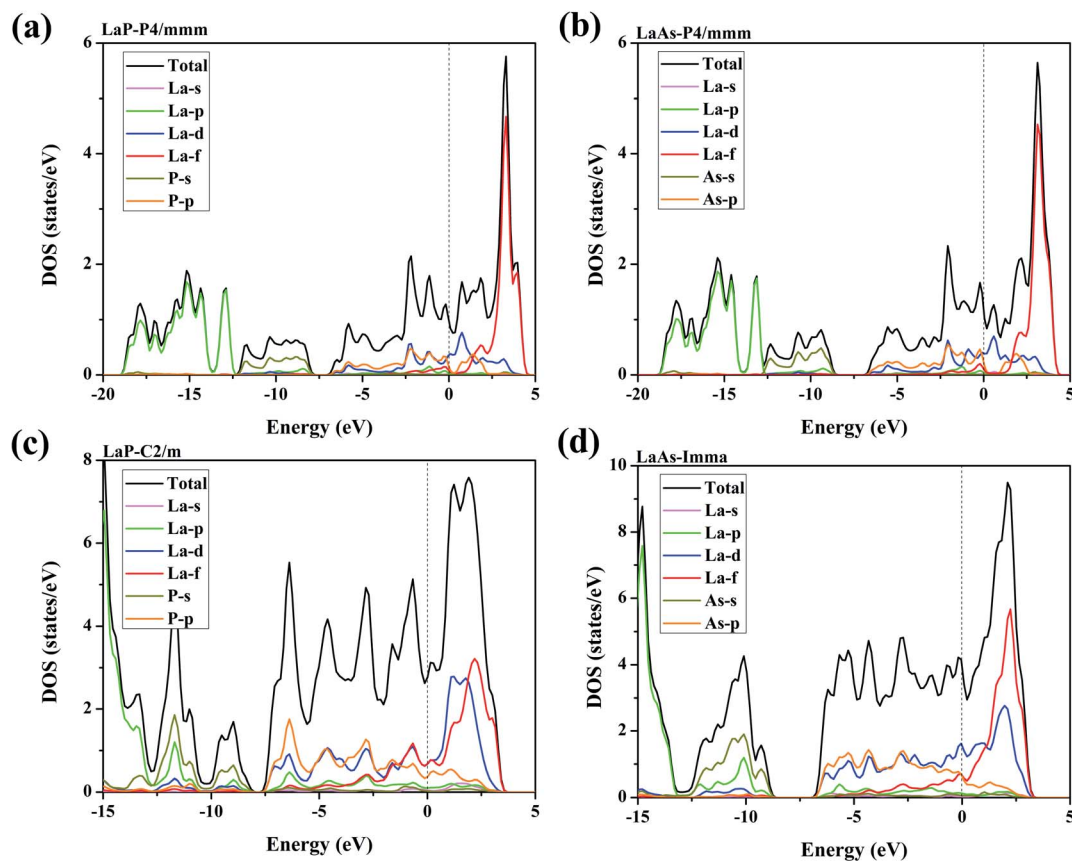 (a)
LaP-P4/mmm
6
4
2
0
DOS (states/eV)
Total
La-s
La-p
La-d
La-f
P-s
P-p
-20 -15 -10 -5 0 5
Energy (eV)
(b)
LaAs-P4/mmm
6
4
2
0
DOS (states/eV)
Total
La-s
La-p
La-d
La-f
As-s
As-p
-20 -15 -10 -5 0 5
Energy (eV)
(c)
LaP-C2/m
8
6
4
2
0
DOS (states/eV)
Total
La-s
La-p
La-d
La-f
P-s
P-p
-15 -10 -5 0 5
Energy (eV)
(d)
LaAs-Imma
10
8
6
4
2
0
DOS (states/eV)
Total
La-s
La-p
La-d
La-f
As-s
As-p
-15 -10 -5 0 5
Energy (eV)